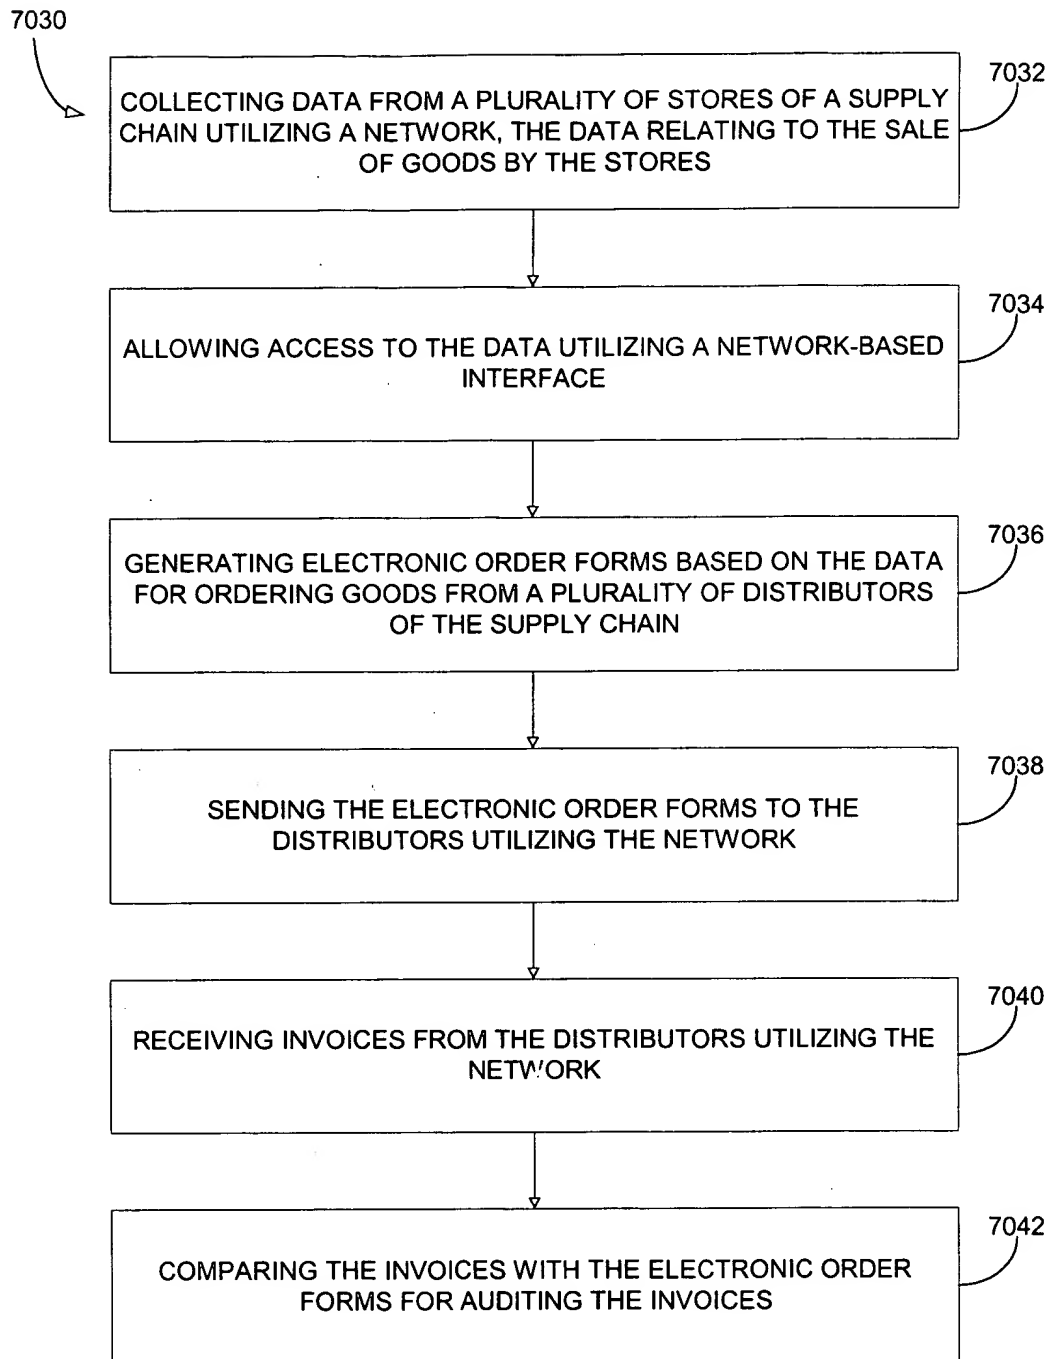 7030
7032
COLLECTING DATA FROM A PLURALITY OF STORES OF A SUPPLY
CHAIN UTILIZING A NETWORK, THE DATA RELATING TO THE SALE
OF GOODS BY THE STORES
7034
ALLOWING ACCESS TO THE DATA UTILIZING A NETWORK-BASED
INTERFACE
7036
GENERATING ELECTRONIC ORDER FORMS BASED ON THE DATA
FOR ORDERING GOODS FROM A PLURALITY OF DISTRIBUTORS
OF THE SUPPLY CHAIN
7038
SENDING THE ELECTRONIC ORDER FORMS TO THE
DISTRIBUTORS UTILIZING THE NETWORK
7040
RECEIVING INVOICES FROM THE DISTRIBUTORS UTILIZING THE
NETWORK
7042
COMPARING THE INVOICES WITH THE ELECTRONIC ORDER
FORMS FOR AUDITING THE INVOICES